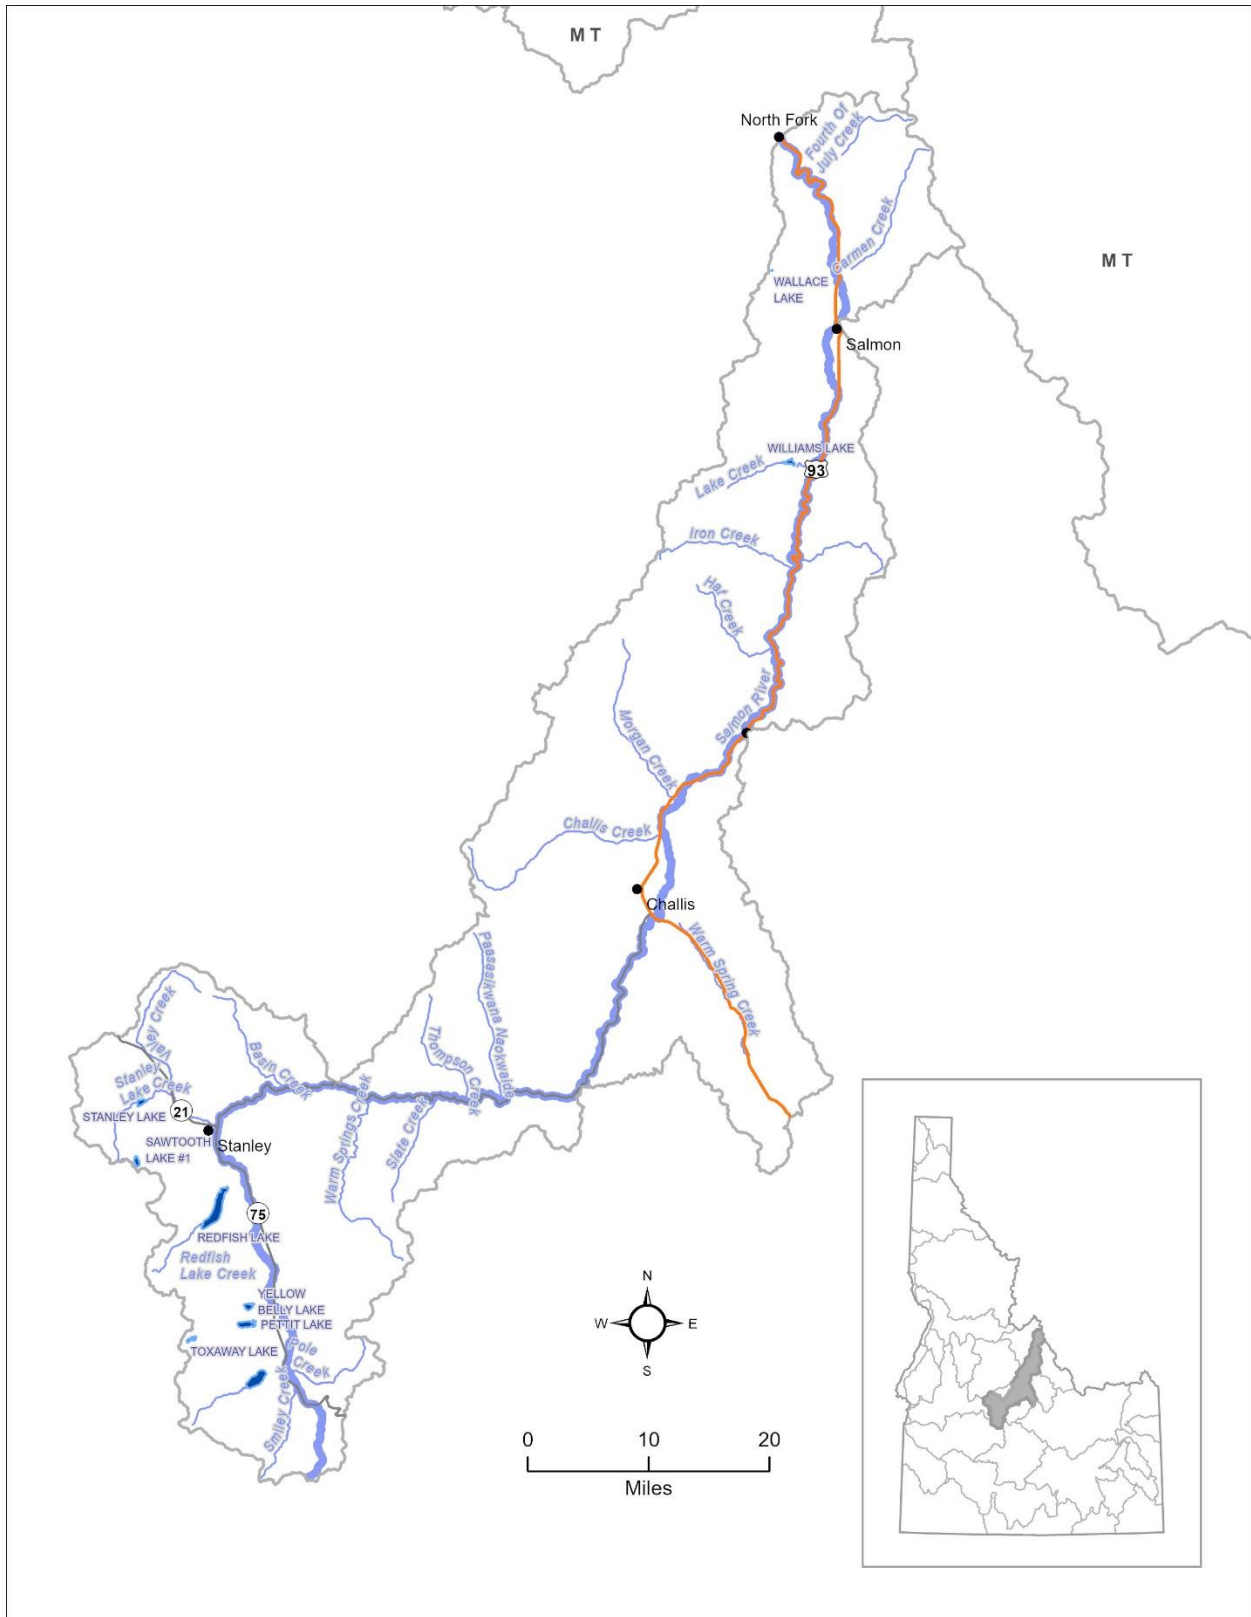 M T
North Fork
Fourth Of
July Creek
Carmen Creek
M T
WALLACE
LAKE
Salmon
WILLIAMS LAKE
93
Lake Creek
Iron Creek
Hat Creek
Salmon River
Morgan Creek
Challis Creek
Challis
Warm Spring Creek
Paasasikwana Naokwaide
Thompson Creek
Valley Creek
Basin Creek
Stanley
Lake Creek
STANLEY LAKE
21
Stanley
SAWTOOTH
LAKE #1
Warm Springs Creek
Slate Creek
75
REDFISH LAKE
Redfish
Lake Creek
YELLOW
BELLY LAKE
PETTIT LAKE
TOXAWAY LAKE
Pole
Creek
Smiley Creek
N
W
E
S
0 10 20
Miles